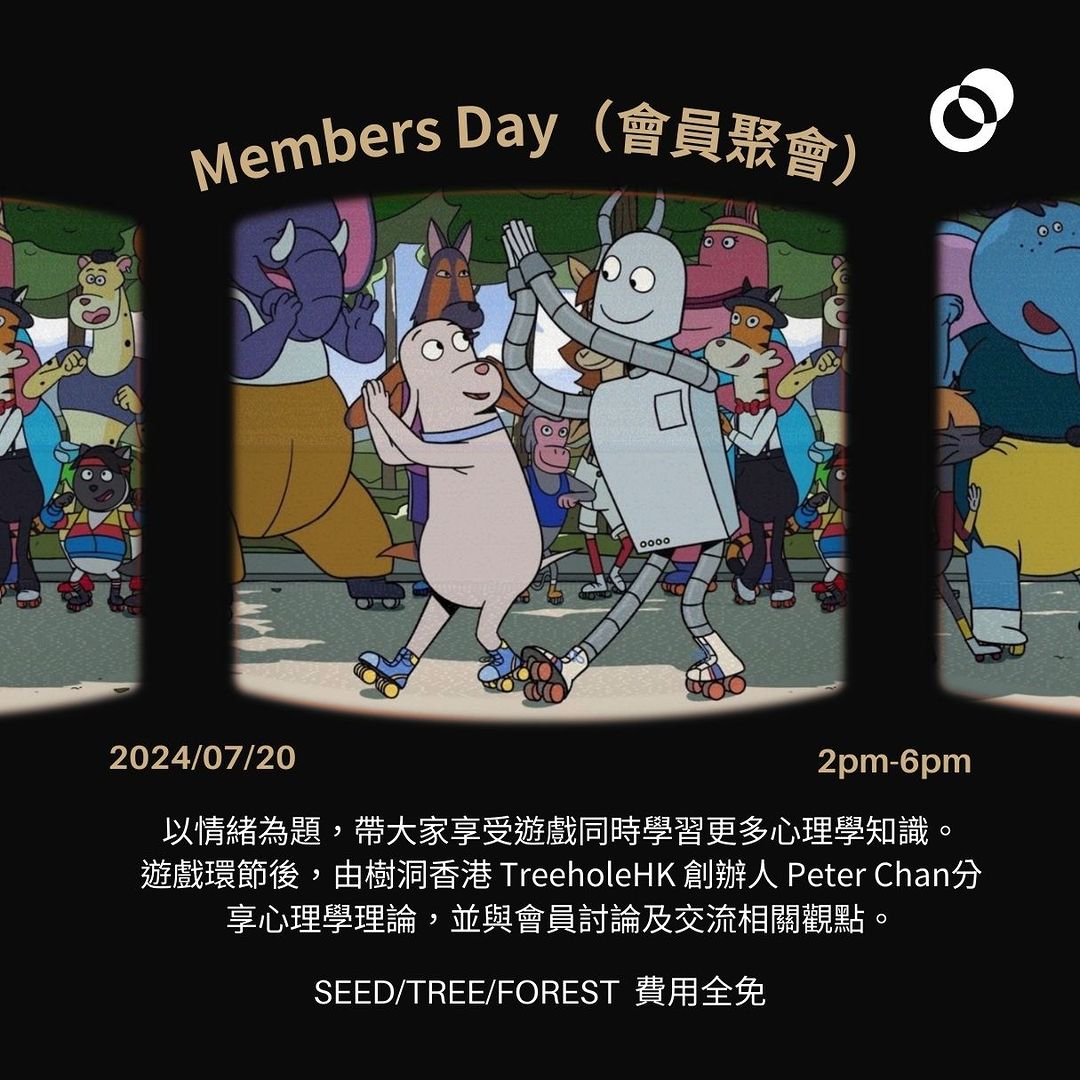 Members Day（會員聚會）
2024/07/20
2pm-6pm
以情緒為題，帶大家享受遊戲同時學習更多心理學知識。
遊戲環節後，由樹洞香港 TreeholeHK 創辦人 Peter Chan分
享心理學理論，並與會員討論及交流相關觀點。
SEED/TREE/FOREST 費用全免